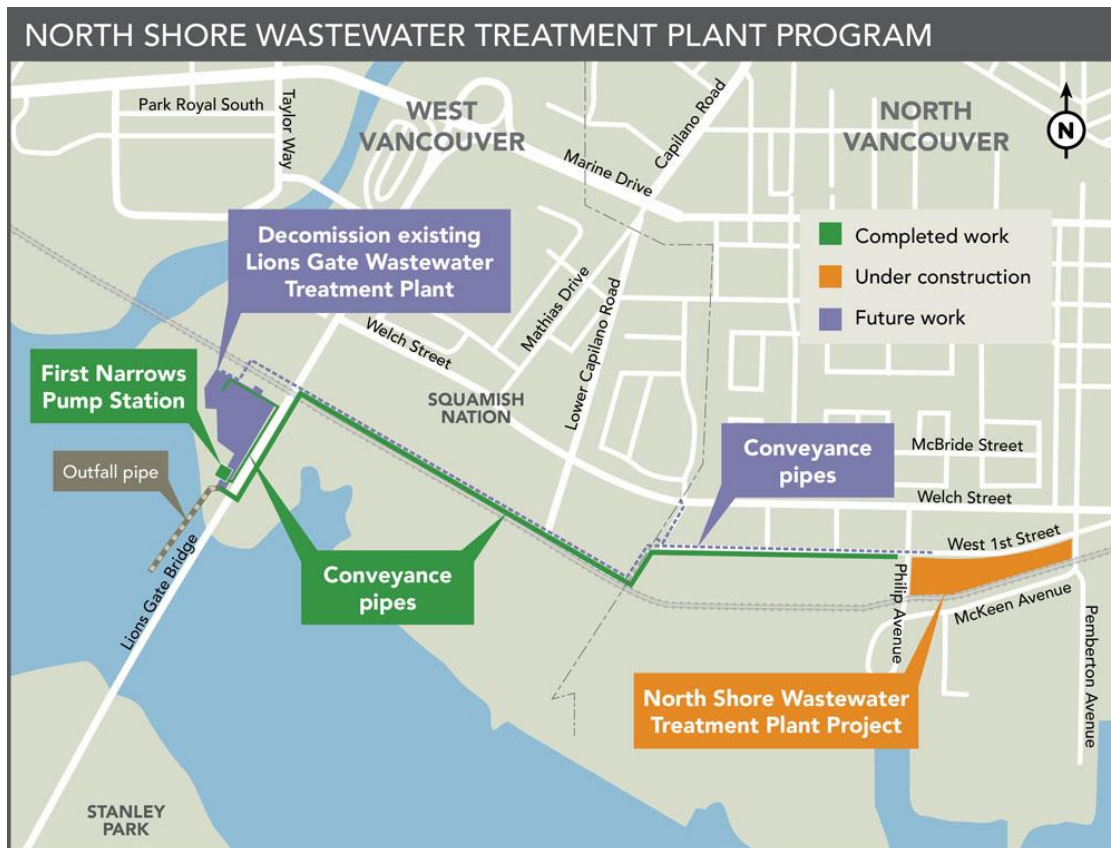 NORTH SHORE WASTEWATER TREATMENT PLANT PROGRAM
Park Royal South
Taylor Way
WEST
VANCOUVER
Capilano Road
NORTH
VANCOUVER
N
Marine Drive
Decomission existing
Lions Gate Wastewater
Treatment Plant
Completed work
Under construction
Future work
Mathias Drive
Lower Capilano Road
Welch Street
First Narrows
Pump Station
SQUAMISH
NATION
McBride Street
Conveyance
pipes
Outfall pipe
Welch Street
West 1st Street
Conveyance
pipes
Lions Gate Bridge
Philip Avenue
McKeen Avenue
Pemberton Avenue
North Shore Wastewater
Treatment Plant Project
STANLEY
PARK